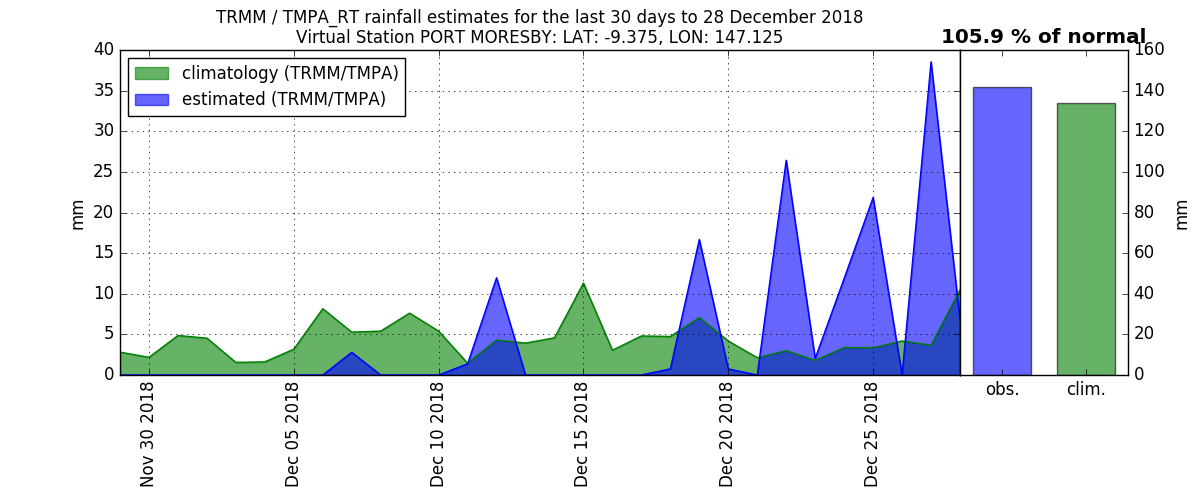 TRMM / TMPA_RT rainfall estimates for the last 30 days to 28 December 2018
Virtual Station PORT MORESBY: LAT: -9.375, LON: 147.125
105.9 % of normal
climatology (TRMM/TMPA)
estimated (TRMM/TMPA)
mm
40
35
30
25
20
15
10
5
0
Nov 30 2018
Dec 05 2018
Dec 10 2018
Dec 15 2018
Dec 20 2018
Dec 25 2018
obs.
clim.
160
140
120
100
80
60
40
20
0
mm